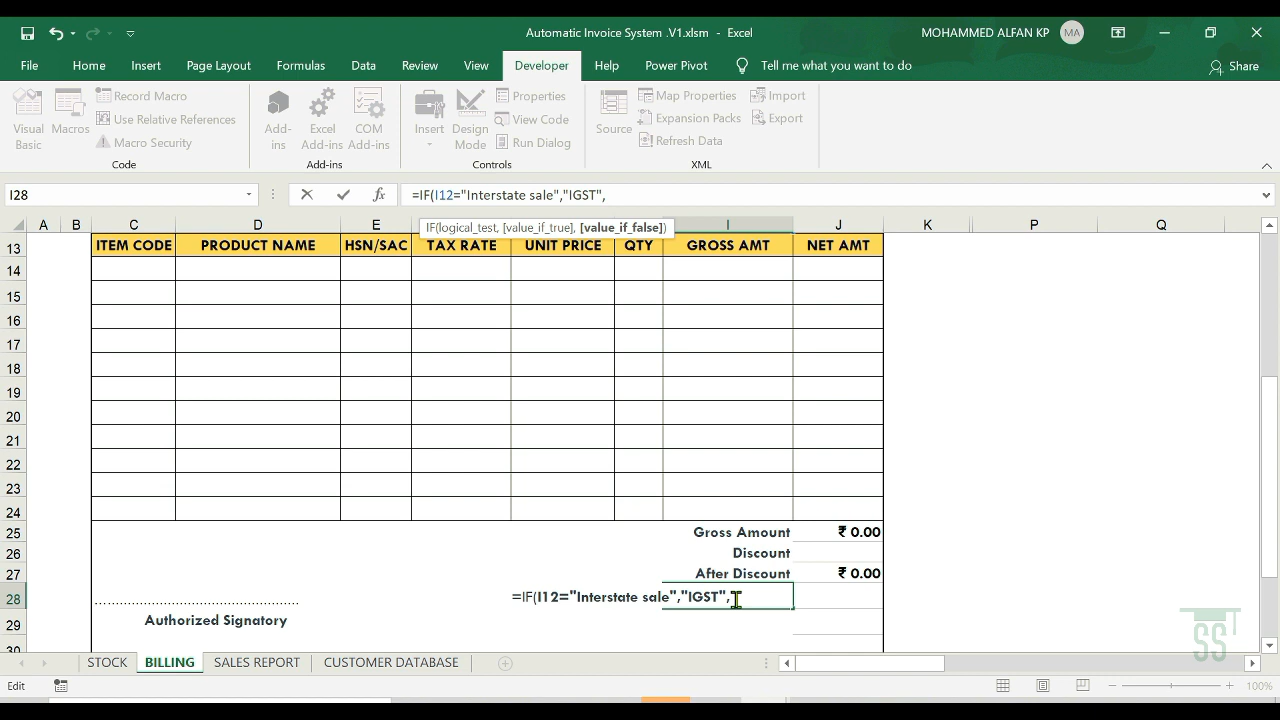 Automatic Invoice System .V1.xlsm - Excel
MOHAMMED ALFAN KP
MA
File Home Insert Page Layout Formulas Data Review View Developer Help Power Pivot Tell me what you want to do Share
Visual Basic
Macros
Record Macro
Use Relative References
Macro Security
Code
Add-ins
Excel Add-ins
COM Add-ins
Add-ins
Insert
Design Mode
Properties
View Code
Run Dialog
Controls
Source
Map Properties
Expansion Packs
Refresh Data
Import
Export
XML
I28
fx
=IF(I12="Interstate sale","IGST",
IF(logical_test, [value_if_true], [value_if_false])
A B C D E I J K P Q
13 ITEM CODE PRODUCT NAME HSN/SAC TAX RATE UNIT PRICE QTY GROSS AMT NET AMT
14
15
16
17
18
19
20
21
22
23
24
25 Gross Amount ₹ 0.00
26 Discount
27 After Discount ₹ 0.00
28 ........................................ =IF(I12="Interstate sale","IGST",
29 Authorized Signatory
30
SS
STOCK BILLING SALES REPORT CUSTOMER DATABASE
Edit
100%